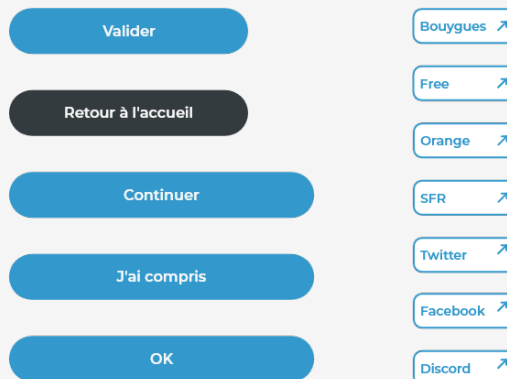 Valider
Retour à l'accueil
Continuer
J'ai compris
OK
Bouygues
Free
Orange
SFR
Twitter
Facebook
Discord